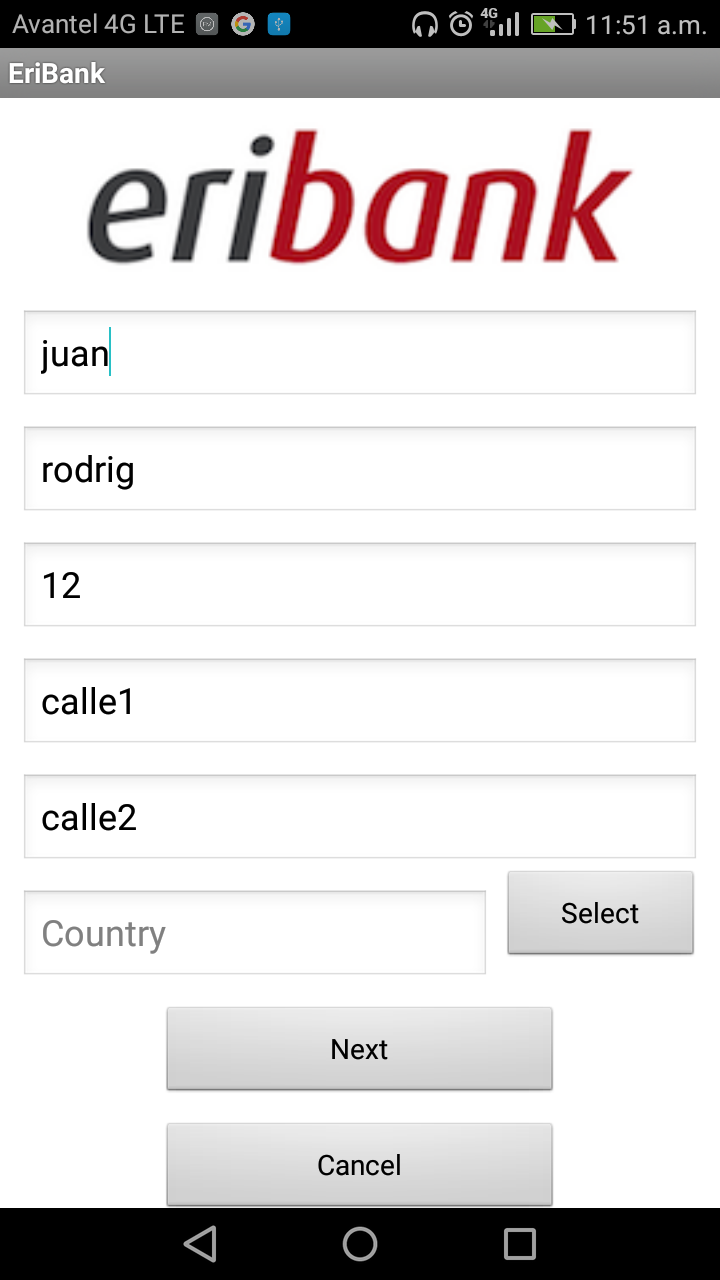 Avantel 4G LTE 4G 11:51 a.m.
EriBank
eribank
juan
rodrig
12
calle1
calle2
Country
Select
Next
Cancel